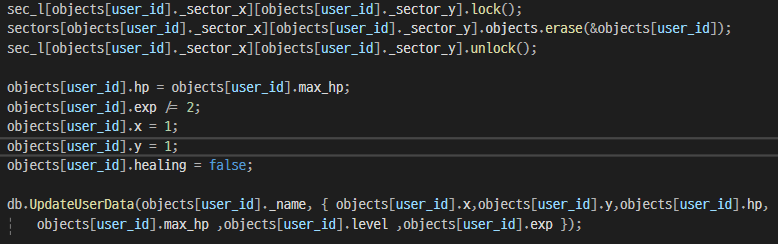 sec_l[objects[user_id]._sector_x][objects[user_id]._sector_y].lock();
sectors[objects[user_id]._sector_x][objects[user_id]._sector_y].objects.erase(&objects[user_id]);
sec_l[objects[user_id]._sector_x][objects[user_id]._sector_y].unlock();
objects[user_id].hp = objects[user_id].max_hp;
objects[user_id].exp /= 2;
objects[user_id].x = 1;
objects[user_id].y = 1;
objects[user_id].healing = false;
db.UpdateUserData(objects[user_id]._name, { objects[user_id].x,objects[user_id].y,objects[user_id].hp,
objects[user_id].max_hp ,objects[user_id].level ,objects[user_id].exp });